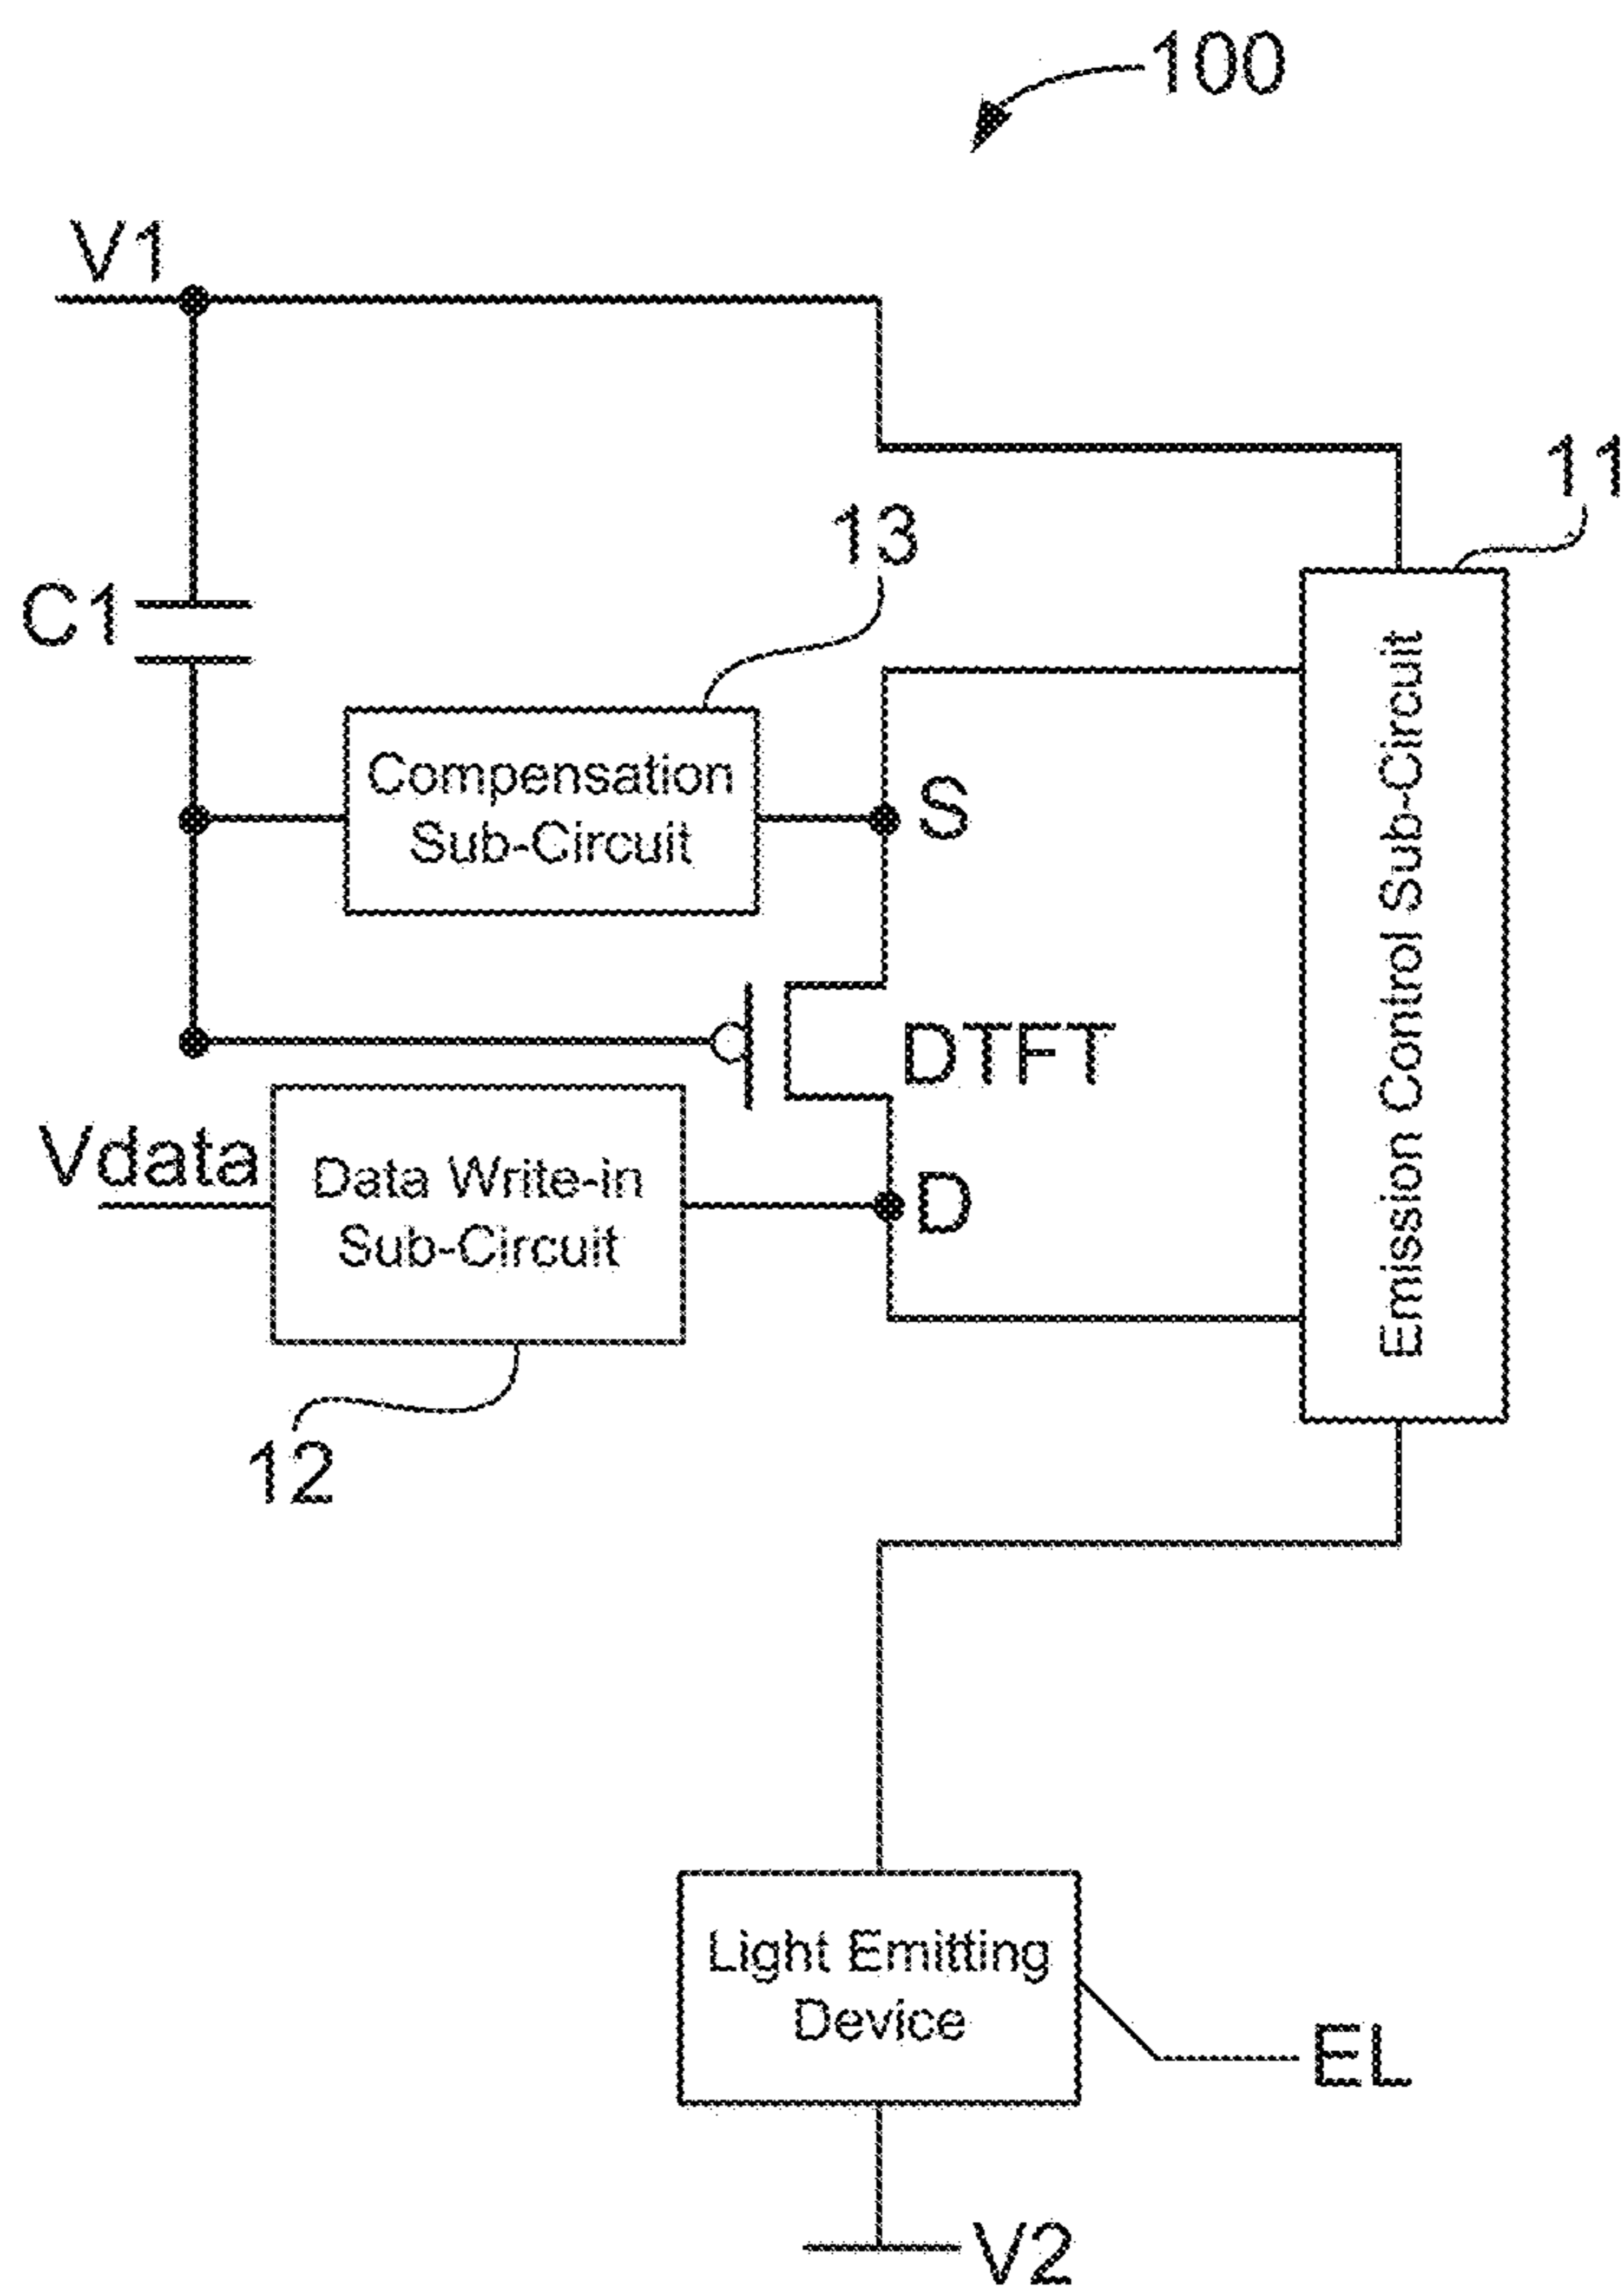 100
V1
11
13
C1
Compensation
Sub-Circuit
S
Emission Control Sub-Circuit
DTFT
Vdata
Data Write-in
Sub-Circuit
D
12
Light Emitting
Device
EL
V2